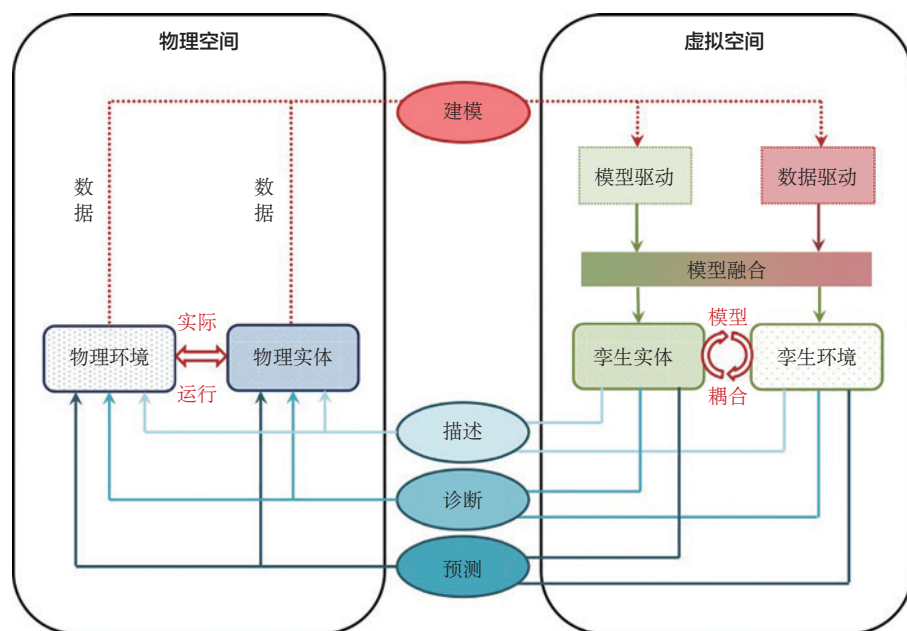 物理空间
虚拟空间
建模
数据
数据
模型驱动
数据驱动
模型融合
物理环境
实际
运行
物理实体
孪生实体
模型
耦合
孪生环境
描述
诊断
预测